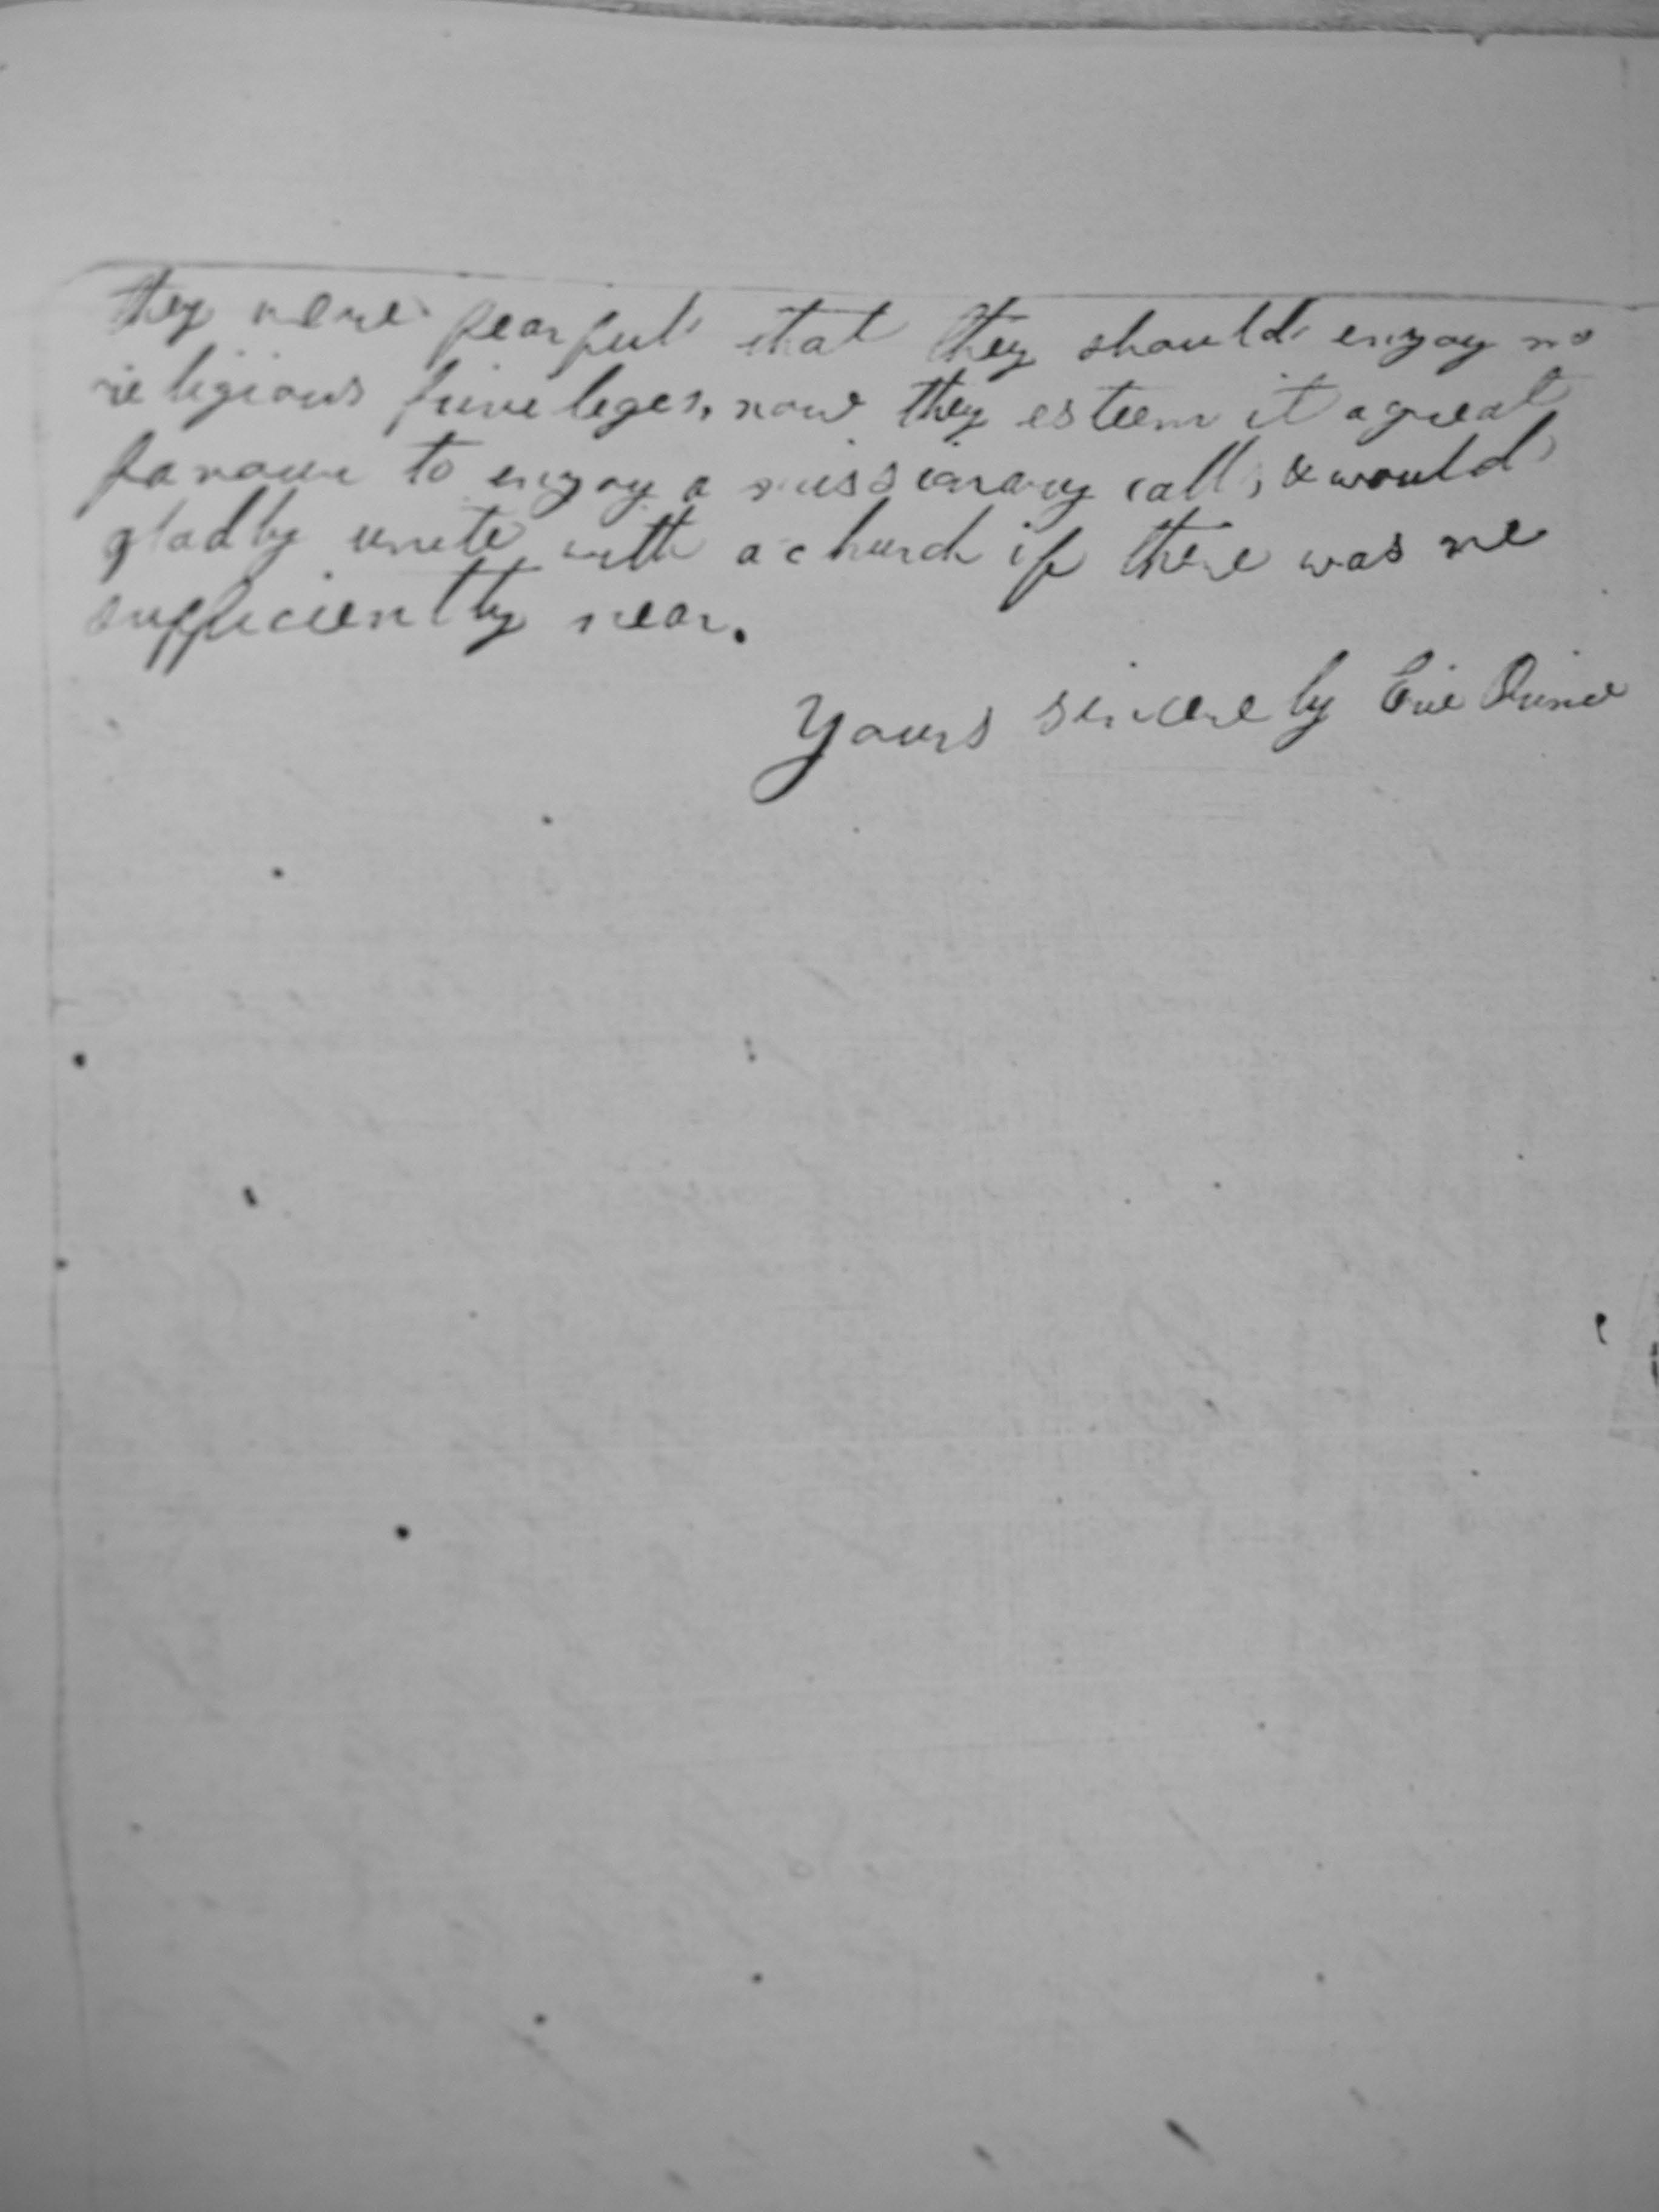 they were fearful that they should enjoy no
religious priveleges, now they esteem it a great
favour to enjoy a missionary call, & would
gladly unite with a church if there was one
sufficiently near.
Yours sincerely Erie Prince